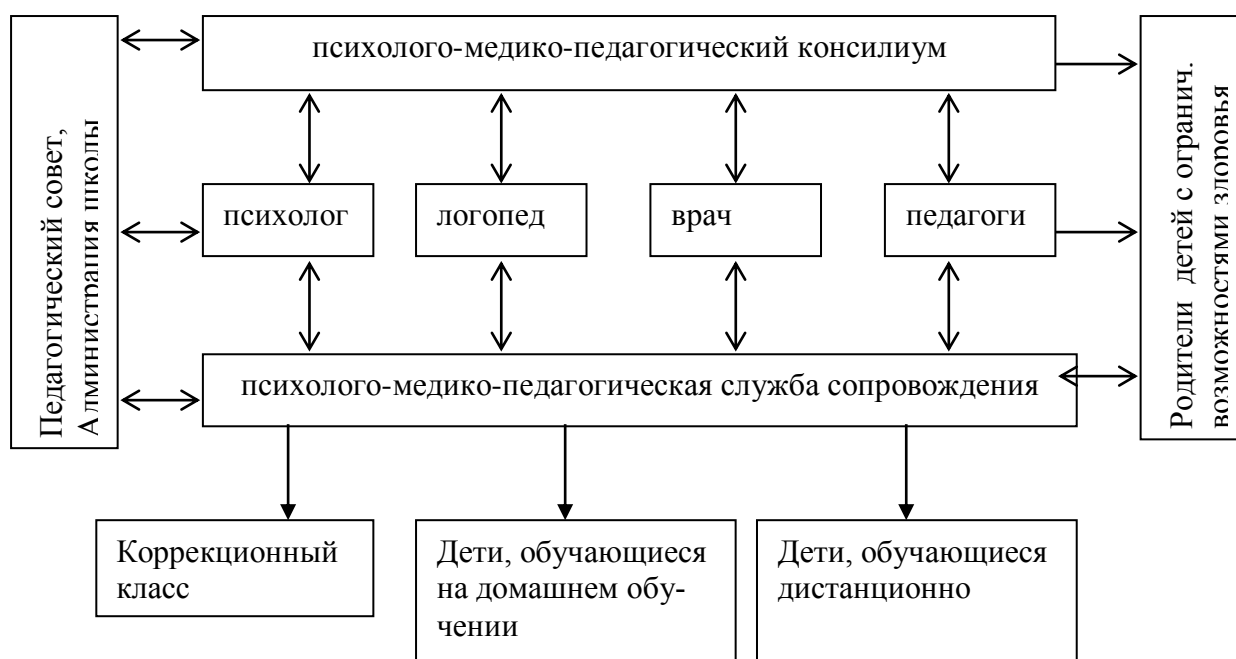 психолого-медико-педагогический консилиум
Педагогический совет,
Администрация школы
Родители детей с огранич.
возможностями здоровья
психолог
логопед
врач
педагоги
психолого-медико-педагогическая служба сопровождения
Коррекционный
класс
Дети, обучающиеся
на домашнем обу-
чении
Дети, обучающиеся
дистанционно